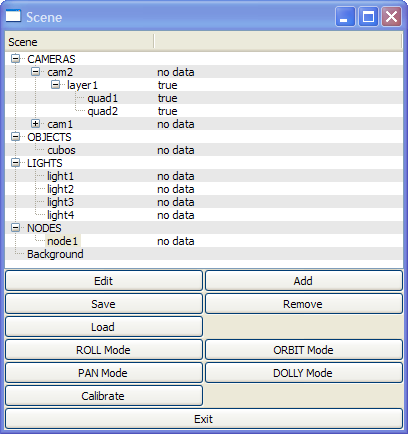 Scene
Scene
CAMERAS
cam2 no data
layer1 true
quad1 true
quad2 true
cam1 no data
OBJECTS
cubos no data
LIGHTS
light1 no data
light2 no data
light3 no data
light4 no data
NODES
node1 no data
Background
Edit Add
Save Remove
Load
ROLL Mode ORBIT Mode
PAN Mode DOLLY Mode
Calibrate
Exit